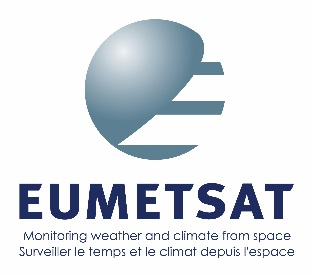 EUMETSAT
Monitoring weather and climate from space
Surveiller le temps et le climat depuis l'espace